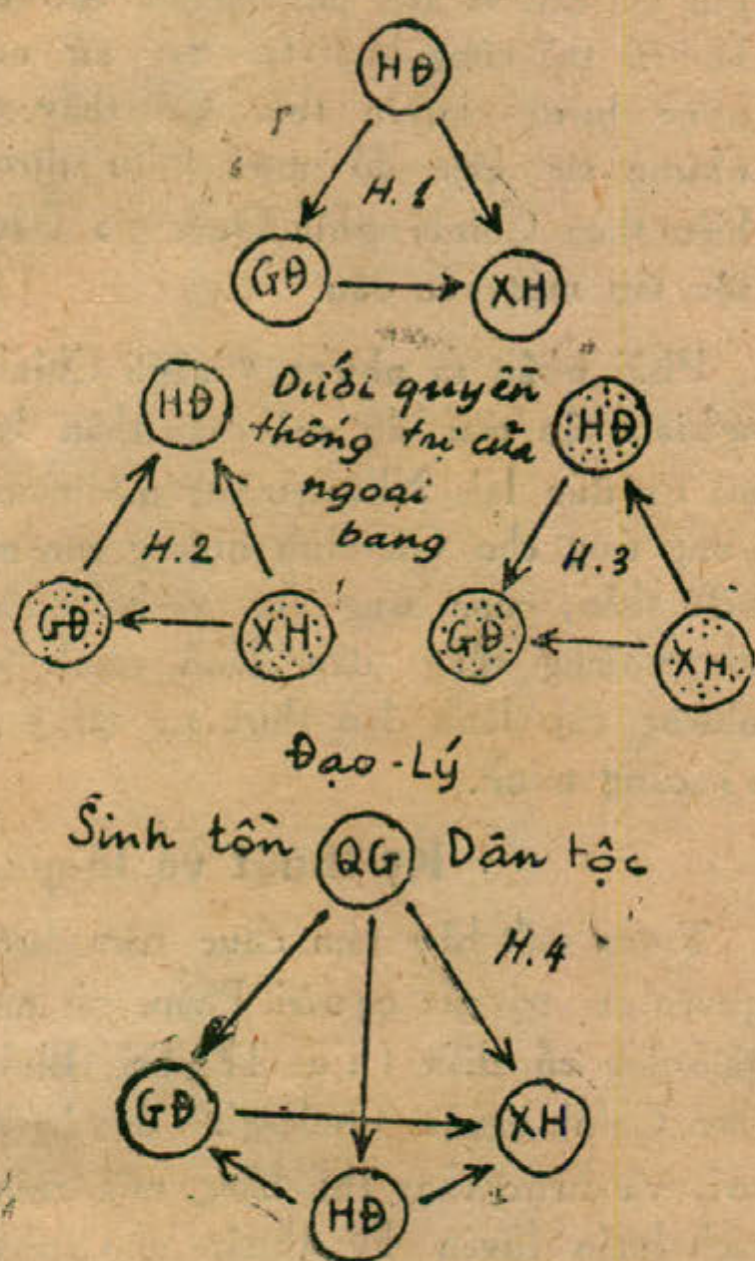 HĐ
H.1
GĐ
XH
HĐ
Dưới quyền
thống trị của
ngoại
bang
HĐ
H.2
H.3
GĐ
XH
GĐ
XH.
Đạo-Lý
Sinh tồn QG Dân tộc
H.4
GĐ
XH
HĐ